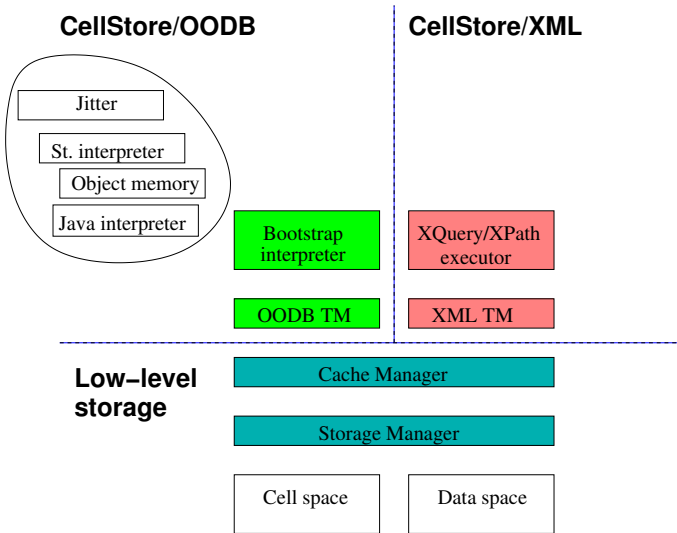 CellStore/OODB
CellStore/XML
Jitter
St. interpreter
Object memory
Java interpreter
Bootstrap
interpreter
XQuery/XPath
executor
OODB TM
XML TM
Low−level
storage
Cache Manager
Storage Manager
Cell space
Data space